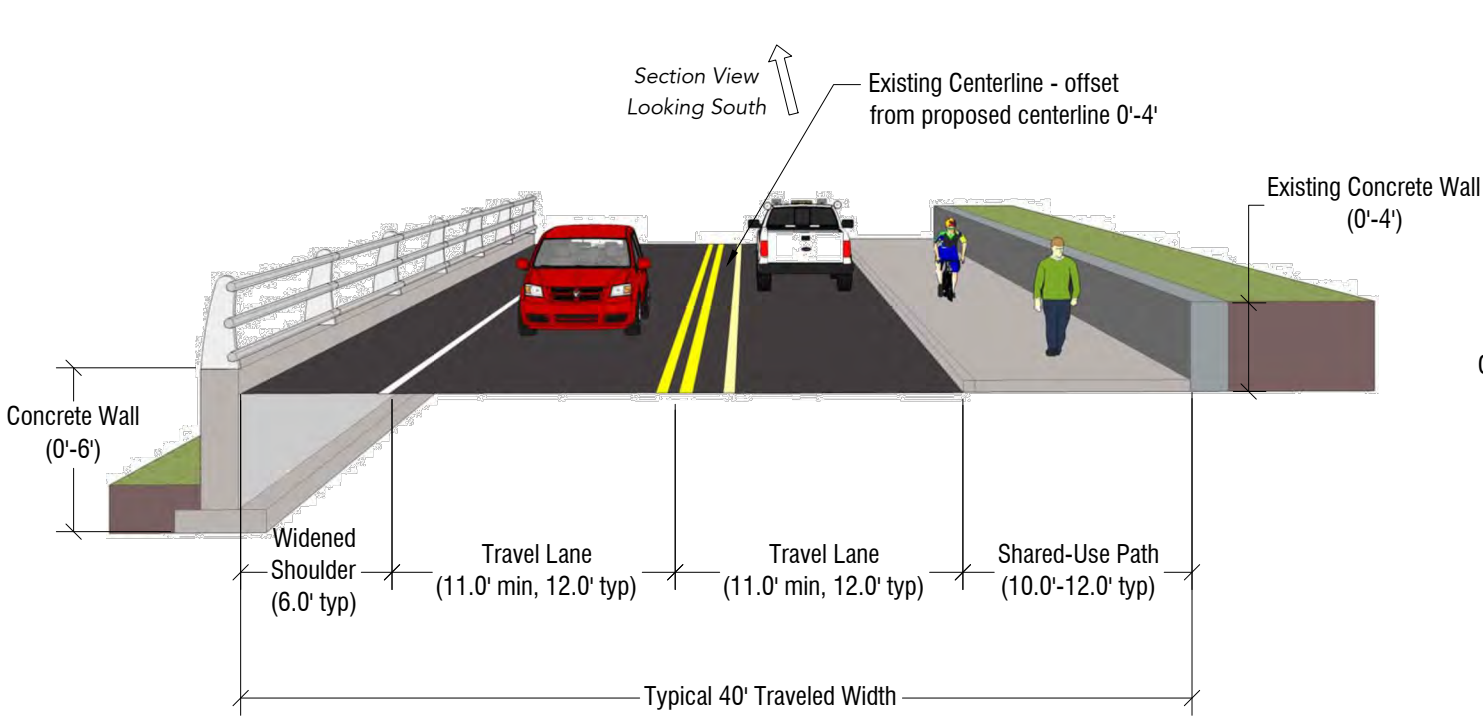 Section View
Looking South
Existing Centerline - offset
from proposed centerline 0'-4'
Existing Concrete Wall
(0'-4')
Concrete Wall
(0'-6')
Widened
Shoulder
(6.0' typ)
Travel Lane
(11.0' min, 12.0' typ)
Travel Lane
(11.0' min, 12.0' typ)
Shared-Use Path
(10.0'-12.0' typ)
Typical 40' Traveled Width